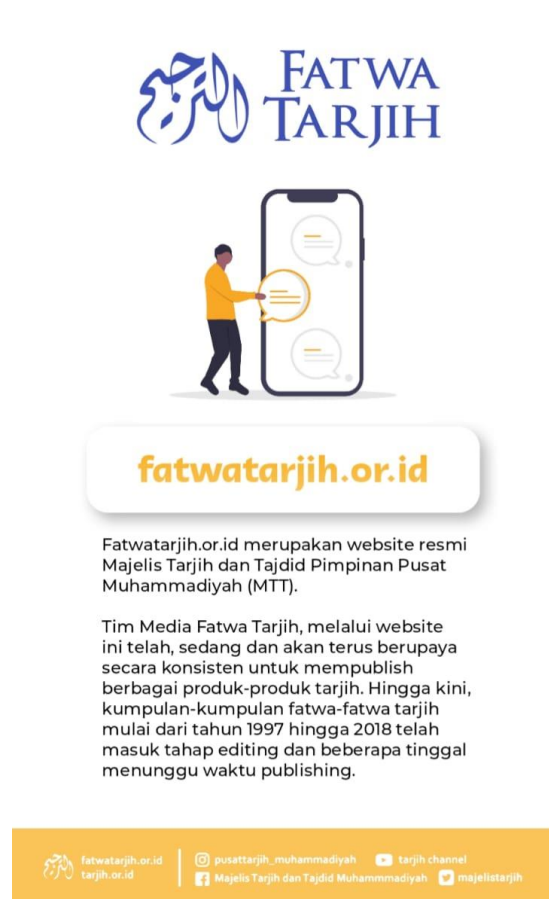 الترجيح
FATWA
TARJIH
fatwatarjih.or.id
Fatwatarjih.or.id merupakan website resmi
Majelis Tarjih dan Tajdid Pimpinan Pusat
Muhammadiyah (MTT).
Tim Media Fatwa Tarjih, melalui website
ini telah, sedang dan akan terus berupaya
secara konsisten untuk mempublish
berbagai produk-produk tarjih. Hingga kini,
kumpulan-kumpulan fatwa-fatwa tarjih
mulai dari tahun 1997 hingga 2018 telah
masuk tahap editing dan beberapa tinggal
menunggu waktu publishing.
الترجيح
fatwatarjih.or.id
tarjih.or.id
pusattarjih_muhammadiyah
tarjih channel
Majelis Tarjih dan Tajdid Muhammmadiyah
majelistarjih